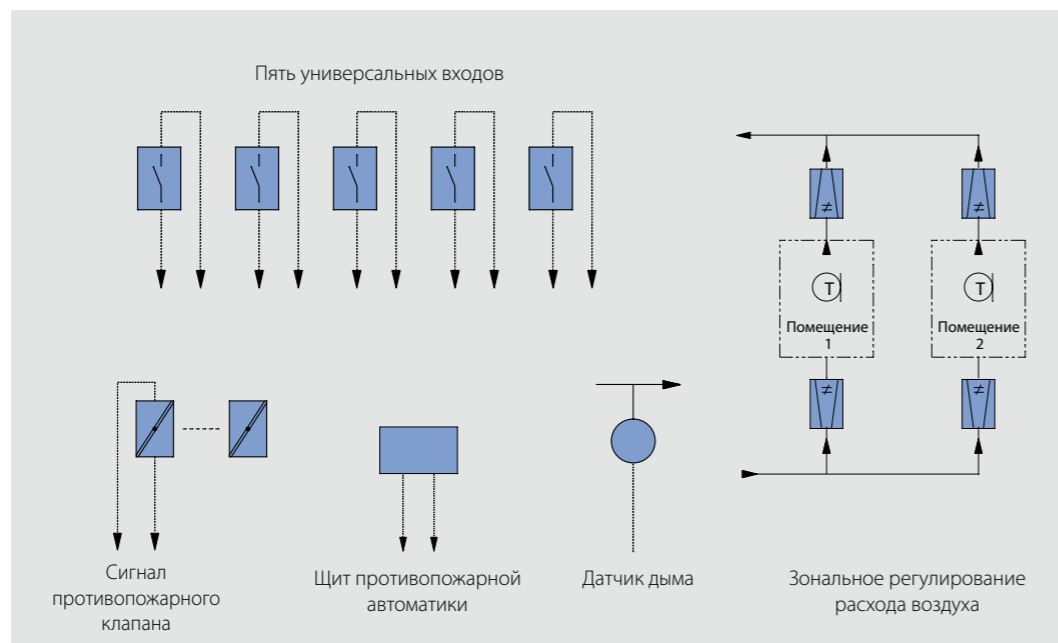 Пять универсальных входов
≠ ≠
T T
Помещение
1
Помещение
2
≠ ≠
Сигнал
противопожарного
клапана
Щит противопожарной
автоматики
Датчик дыма
Зональное регулирование
расхода воздуха